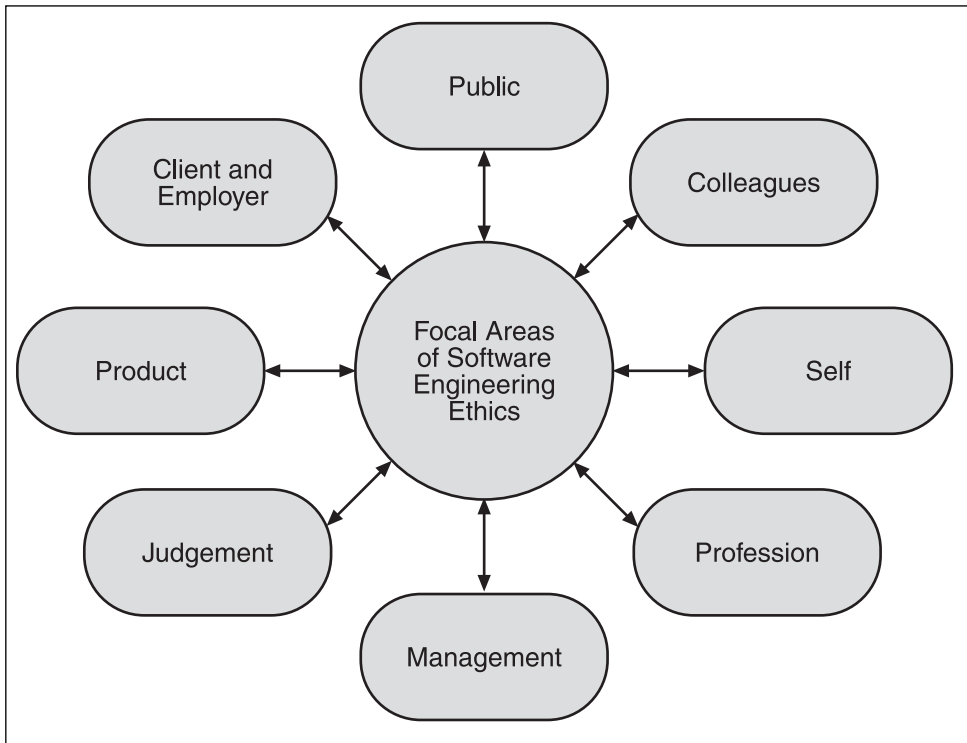 Public
Client and
Employer
Colleagues
Focal Areas
of Software
Engineering
Ethics
Product
Self
Judgement
Profession
Management